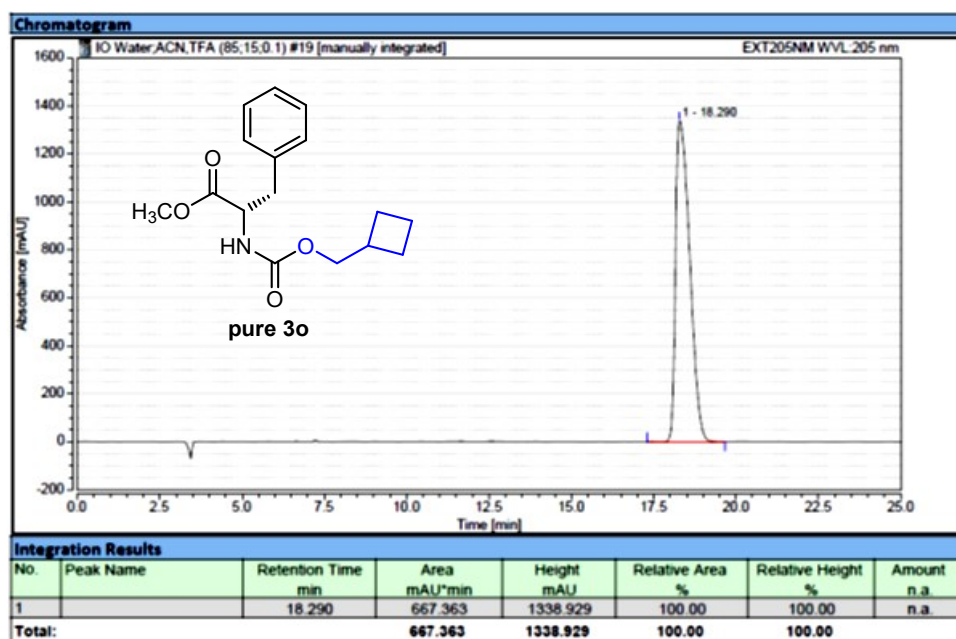 Chromatogram
IO Water;ACN,TFA (85;15;0.1) #19 [manually integrated] EXT205NM WVL:205 nm
1600
1400
1200
1000
800
600
400
200
0
-200
Absorbance [mAU]
1 - 18.290
O
H3CO
HN
O
O
pure 3o
0.0 2.5 5.0 7.5 10.0 12.5 15.0 17.5 20.0 22.5 25.0
Time [min]
Integration Results
No. Peak Name Retention Time Area Height Relative Area Relative Height Amount
min mAU*min mAU % % n.a.
1 18.290 667.363 1338.929 100.00 100.00 n.a.
Total: 667.363 1338.929 100.00 100.00